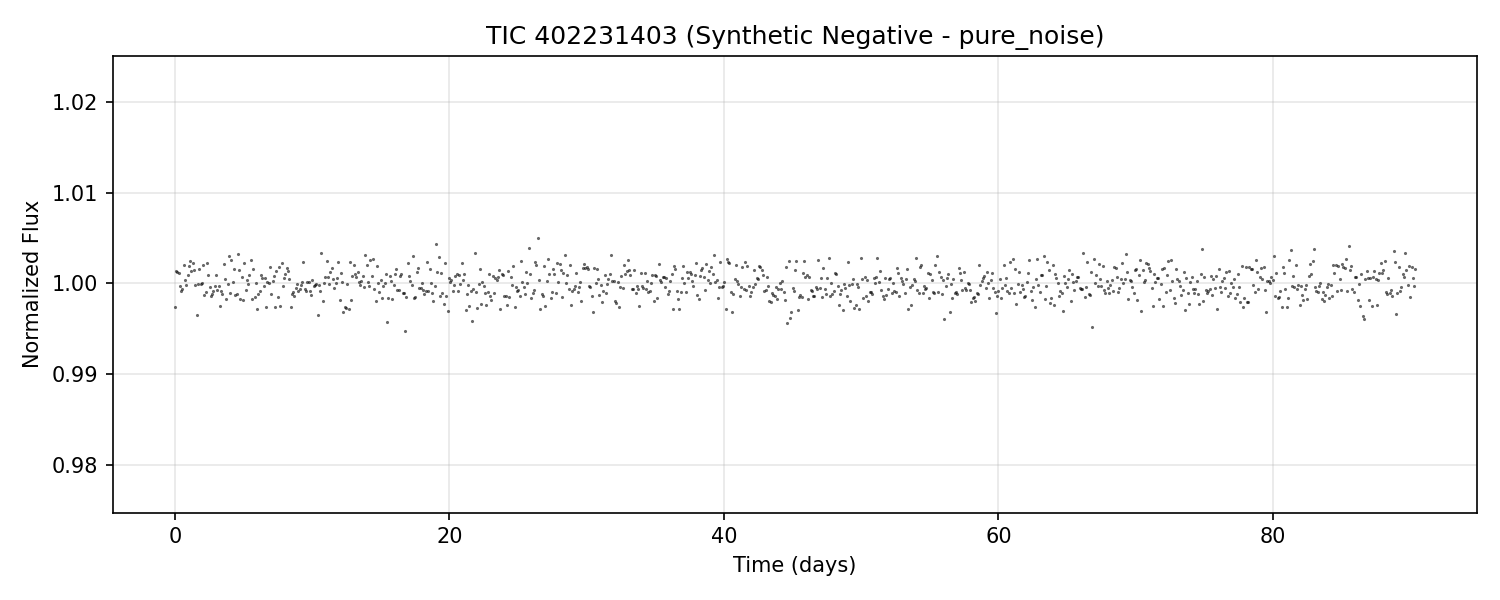 TIC 402231403 (Synthetic Negative - pure_noise)
1.02
1.01
1.00
0.99
0.98
Normalized Flux
0 20 40 60 80
Time (days)